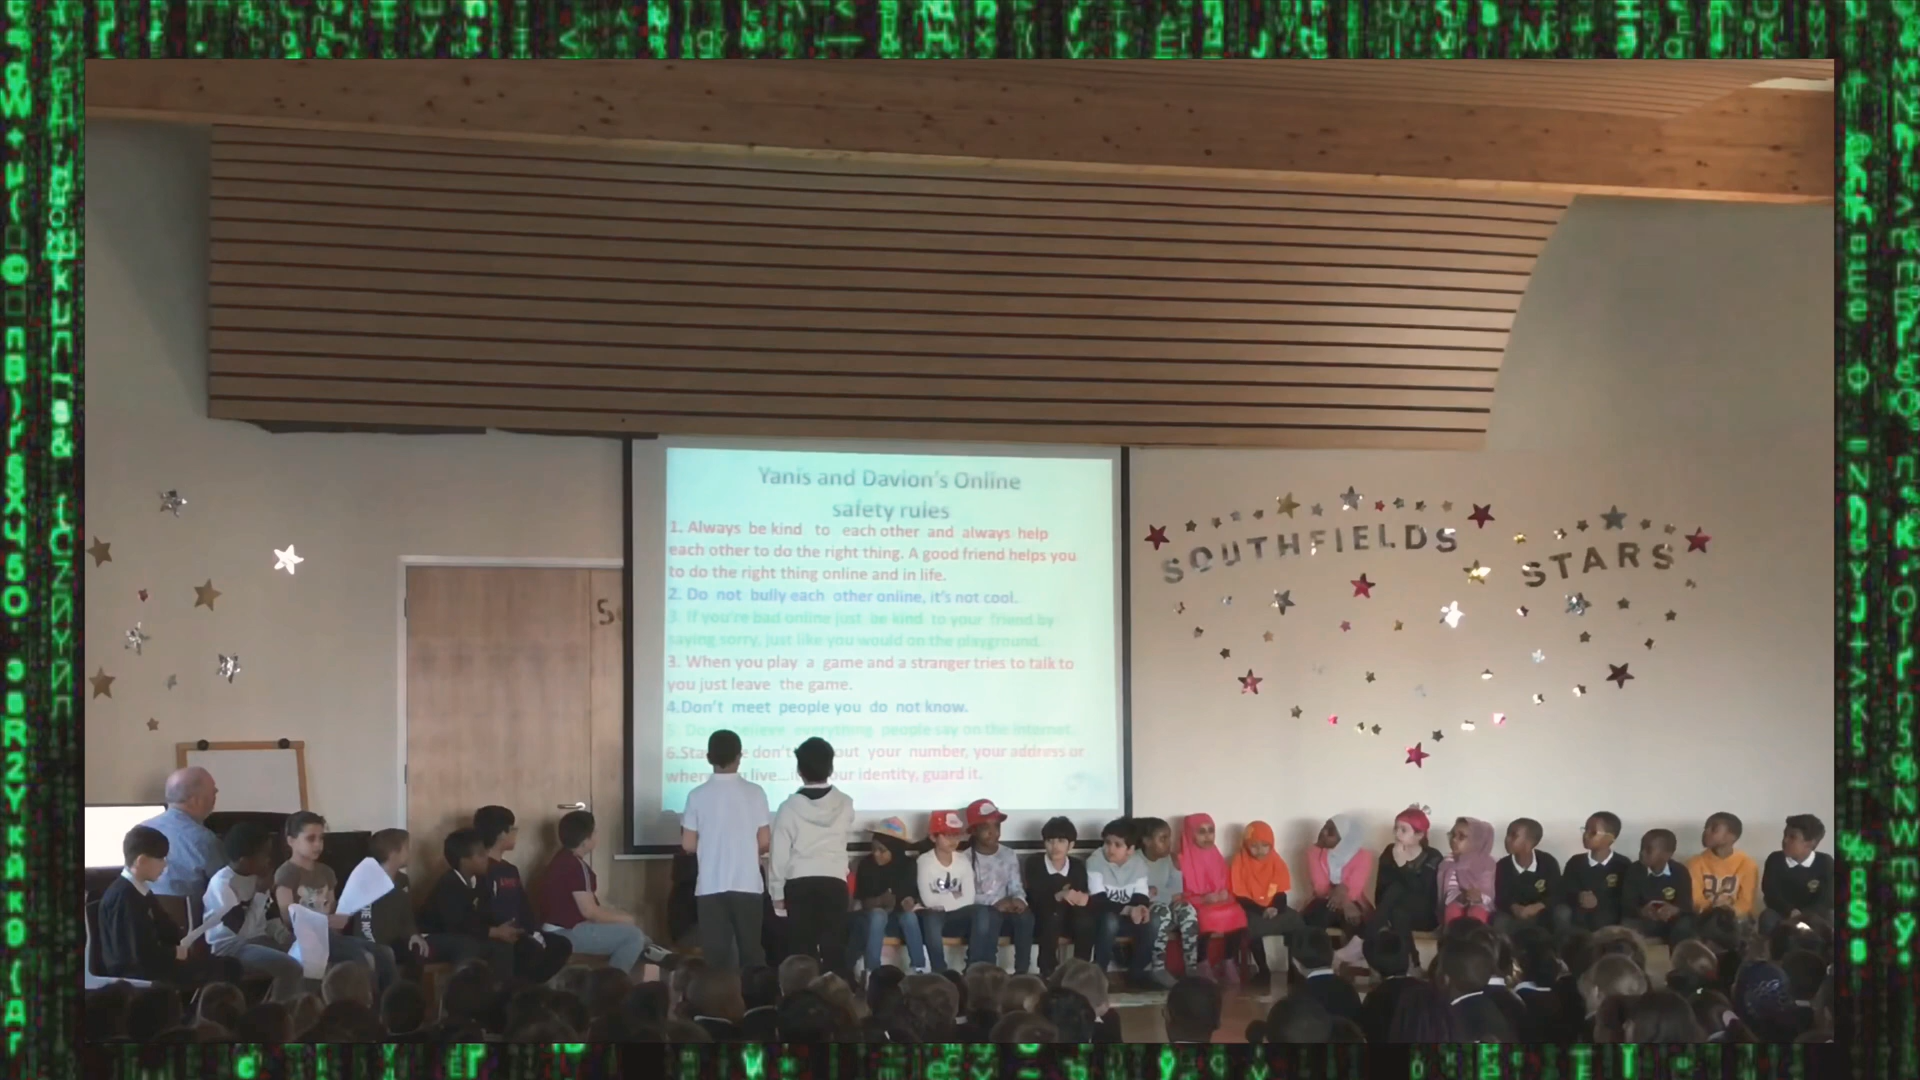 Yanis and Davion's Online
safety rules
1. Always be kind to each other and always help
each other to do the right thing. A good friend helps you
to do the right thing online and in life.
2. Do not bully each other online, it's not cool.
3. If you're bad online just be kind to your friend by
saying sorry, just like you would on the playground.
3. When you play a game and a stranger tries to talk to
you just leave the game.
4.Don't meet people you do not know.
believe everything people say on the internet.
6. don't your number, your address or
live... identity, guard it.
SOUTHFIELDS STARS